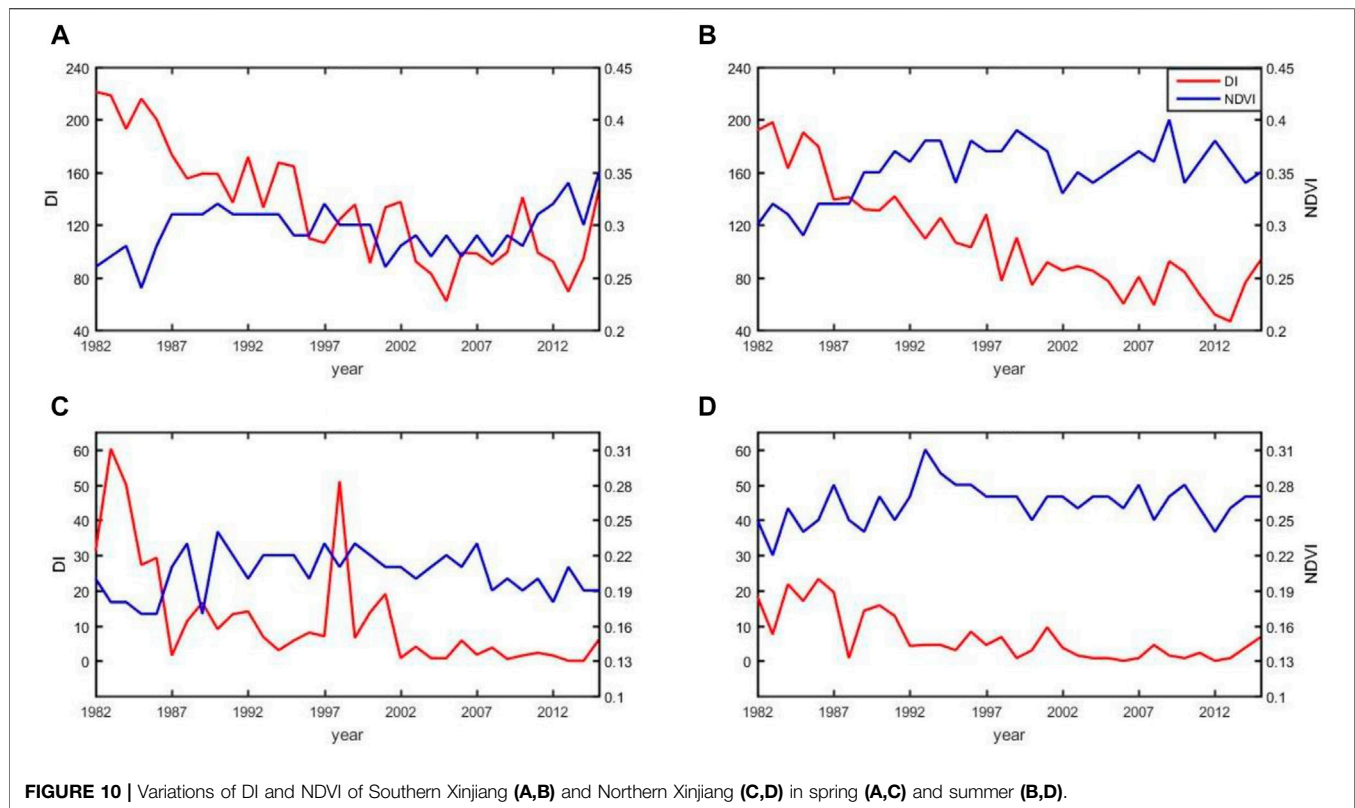 A
B
240
200
160
120
80
40
DI
0.45
0.4
0.35
0.3
0.25
0.2
1982 1987 1992 1997 2002 2007 2012
year
240
200
160
120
80
40
DI
NDVI
0.45
0.4
0.35
0.3
0.25
0.2
NDVI
1982 1987 1992 1997 2002 2007 2012
year
C
D
60
50
40
30
20
10
0
DI
0.31
0.28
0.25
0.22
0.19
0.16
0.13
0.1
1982 1987 1992 1997 2002 2007 2012
year
60
50
40
30
20
10
0
0.31
0.28
0.25
0.22
0.19
0.16
0.13
0.1
NDVI
1982 1987 1992 1997 2002 2007 2012
year
FIGURE 10 | Variations of DI and NDVI of Southern Xinjiang (A,B) and Northern Xinjiang (C,D) in spring (A,C) and summer (B,D).